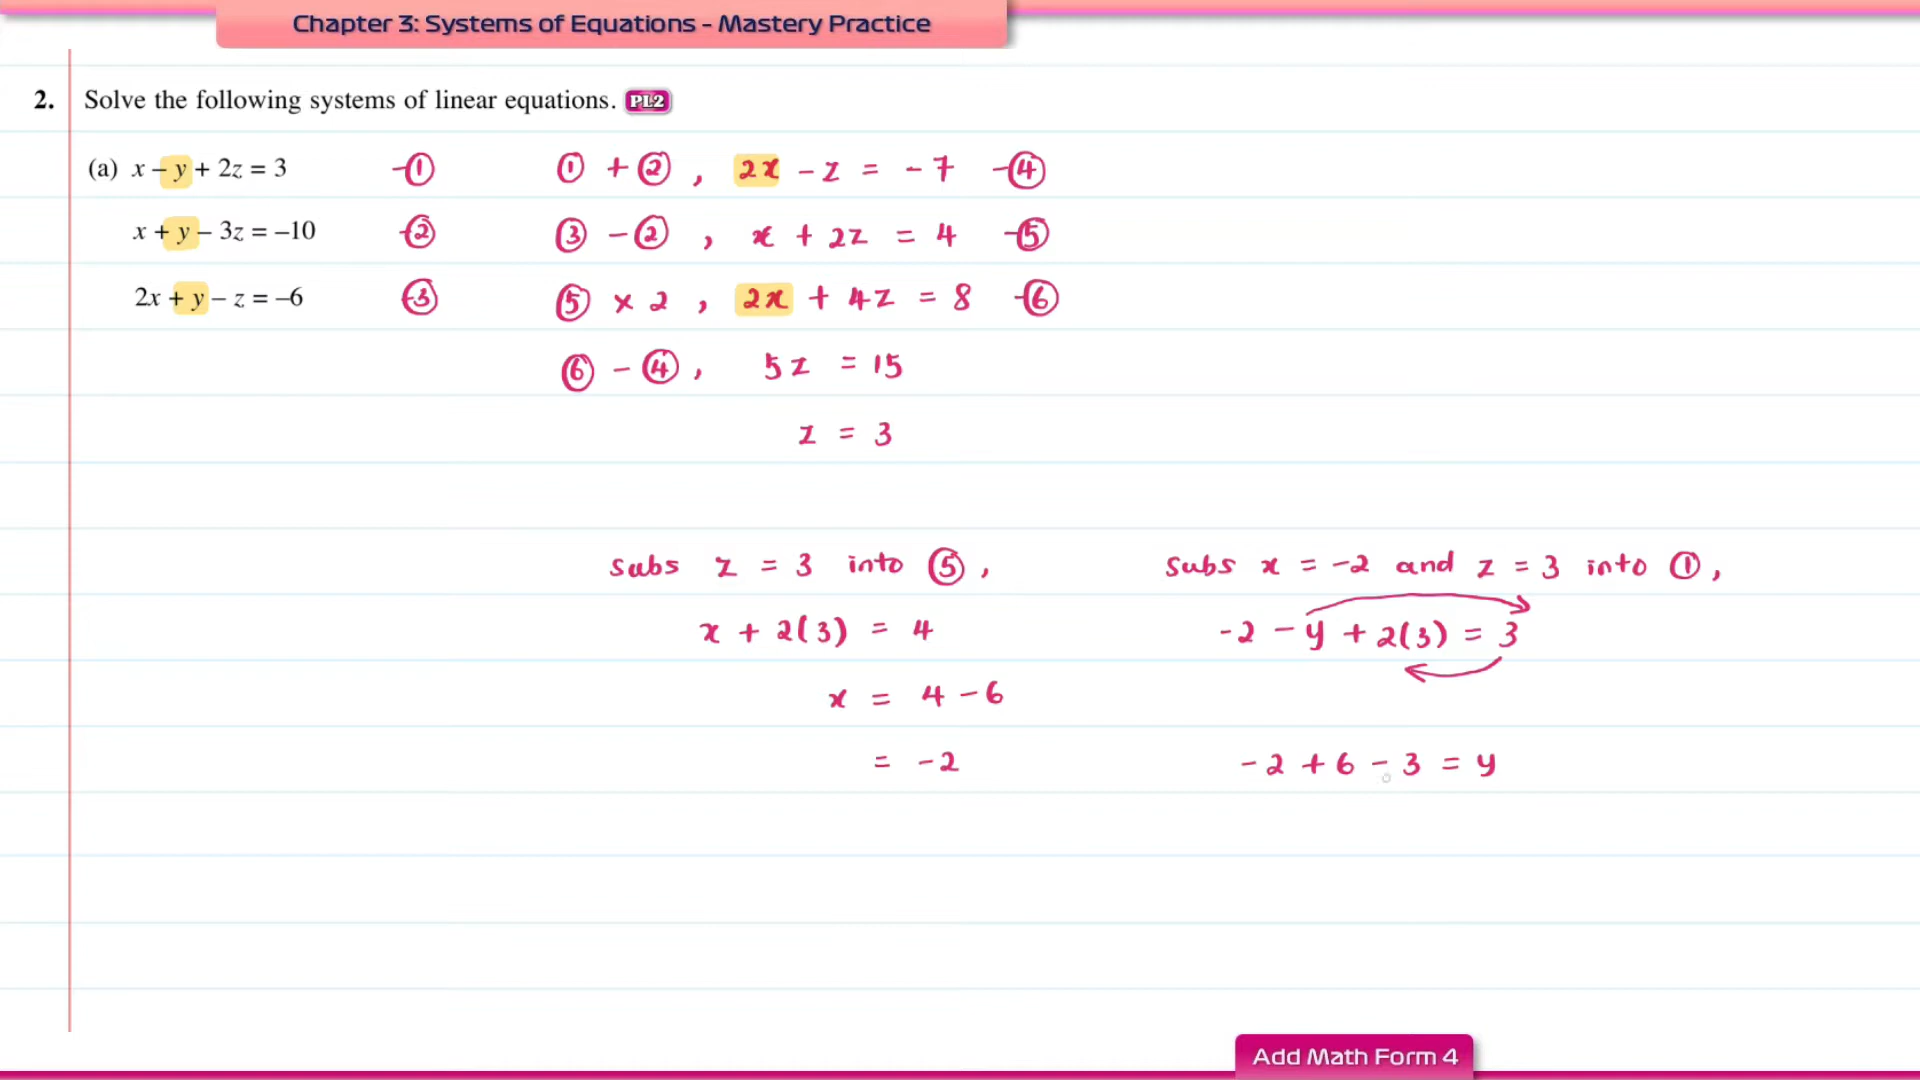 Chapter 3: Systems of Equations - Mastery Practice
2. Solve the following systems of linear equations. PL2
(a) x – y + 2z = 3 -①
x + y – 3z = –10 -②
2x + y – z = –6 -③
① + ②, 2x - z = -7 -④
③ - ②, x + 2z = 4 -⑤
⑤ × 2, 2x + 4z = 8 -⑥
⑥ - ④, 5z = 15
z = 3
Subs z = 3 into ⑤,
x + 2(3) = 4
x = 4 - 6
= -2
Subs x = -2 and z = 3 into ①,
-2 - y + 2(3) = 3
-2 + 6 - 3 = y
Add Math Form 4